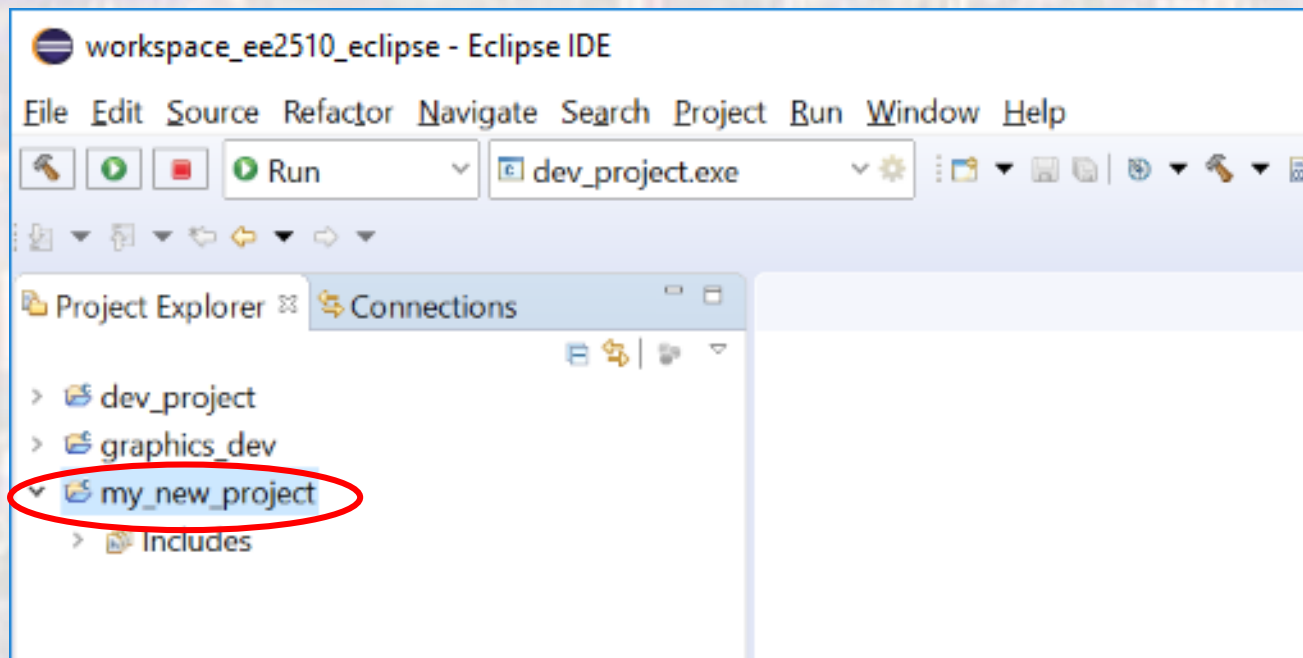 workspace_ee2510_eclipse - Eclipse IDE
File Edit Source Refactor Navigate Search Project Run Window Help
Run dev_project.exe
Project Explorer Connections
dev_project
graphics_dev
my_new_project
Includes